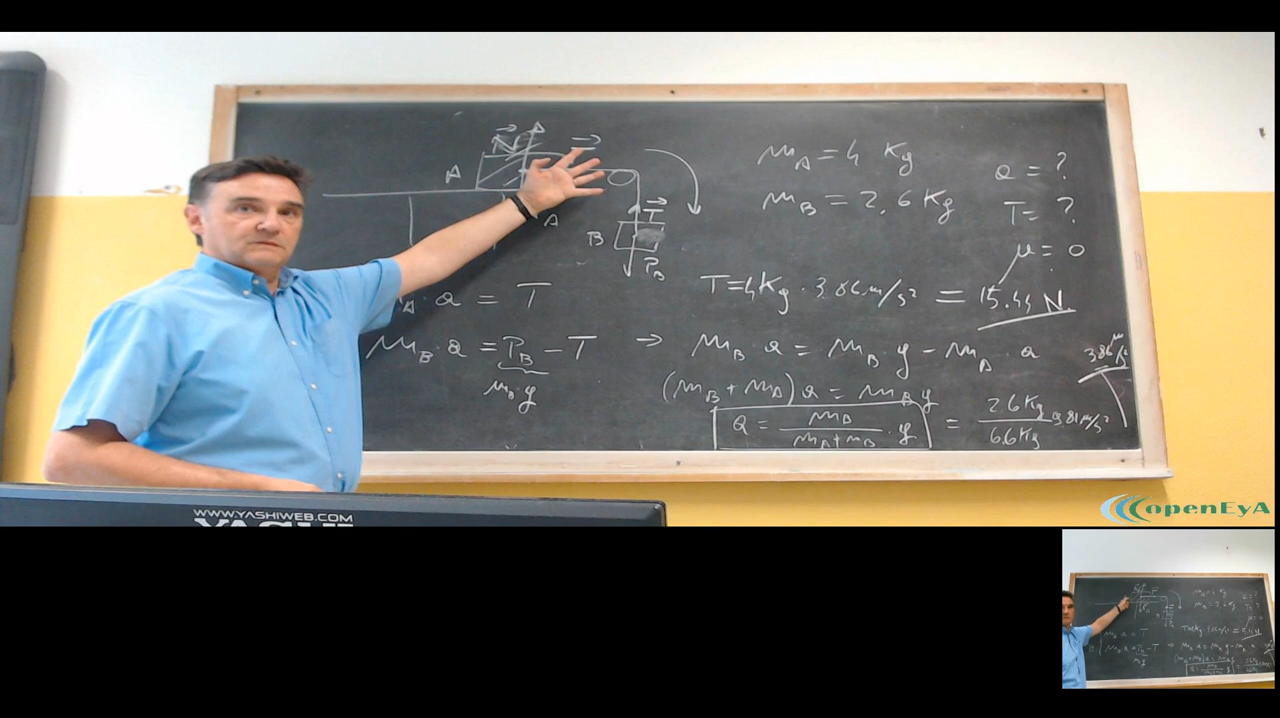 N
T
A
m_A = 4 Kg
a = ?
m_B = 2.6 Kg
T = ?
A
T
B
P_B
μ = 0
T = 4 Kg · 3.86 m/s² = 15.44 N.
A · a = T
m_B · a = P_B − T → m_B · a = m_B · g − m_A · a
3.86 m/s²
m_B · g
(m_B + m_A) a = m_B g
a = m_B / (m_A + m_B) · g = 2.6 Kg / 6.6 Kg 9.81 m/s²
WWW.YASHIWEB.COM
YASHI
openEyA